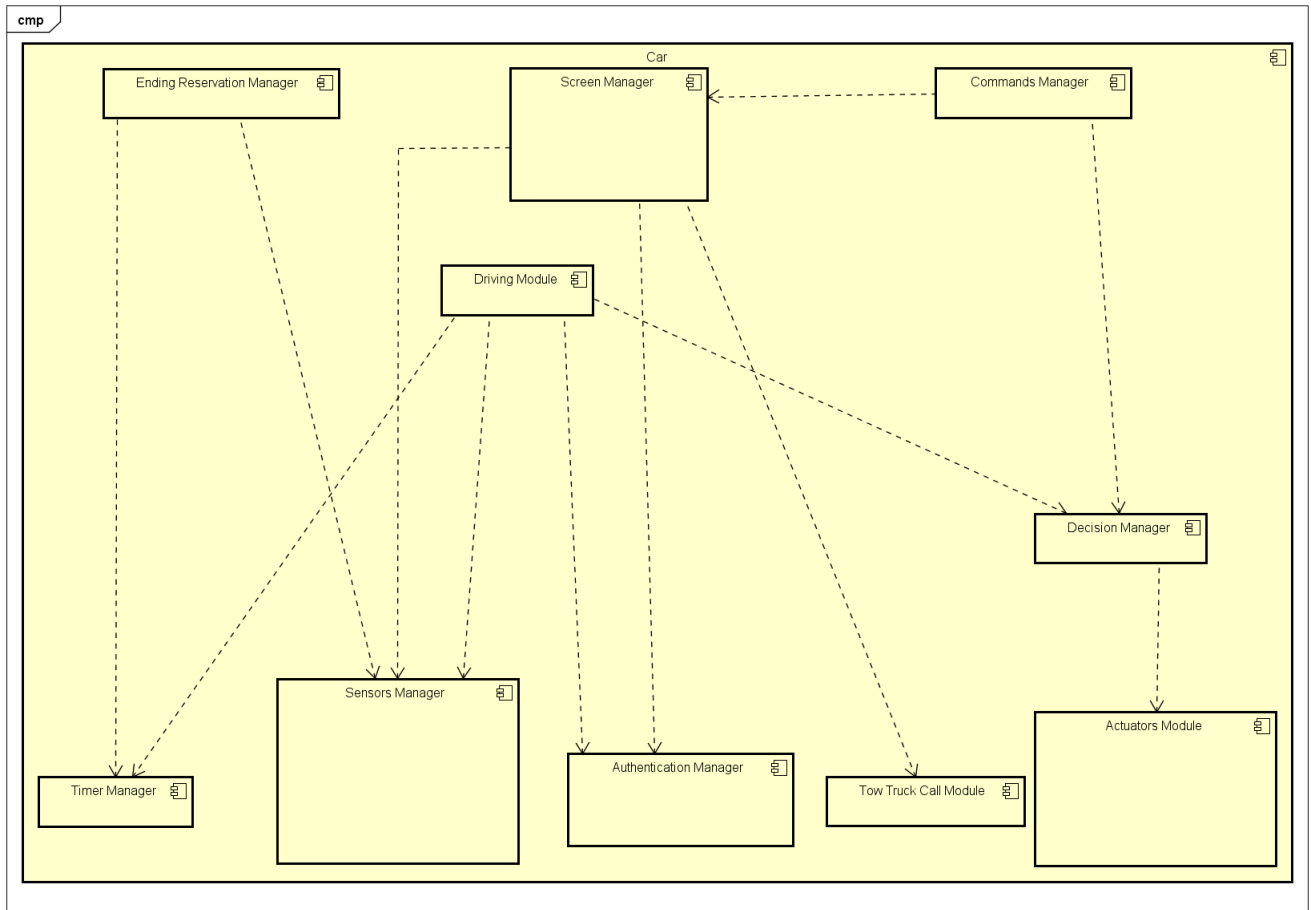 cmp
Car
Ending Reservation Manager
Screen Manager
Commands Manager
Driving Module
Decision Manager
Sensors Manager
Actuators Module
Authentication Manager
Timer Manager
Tow Truck Call Module